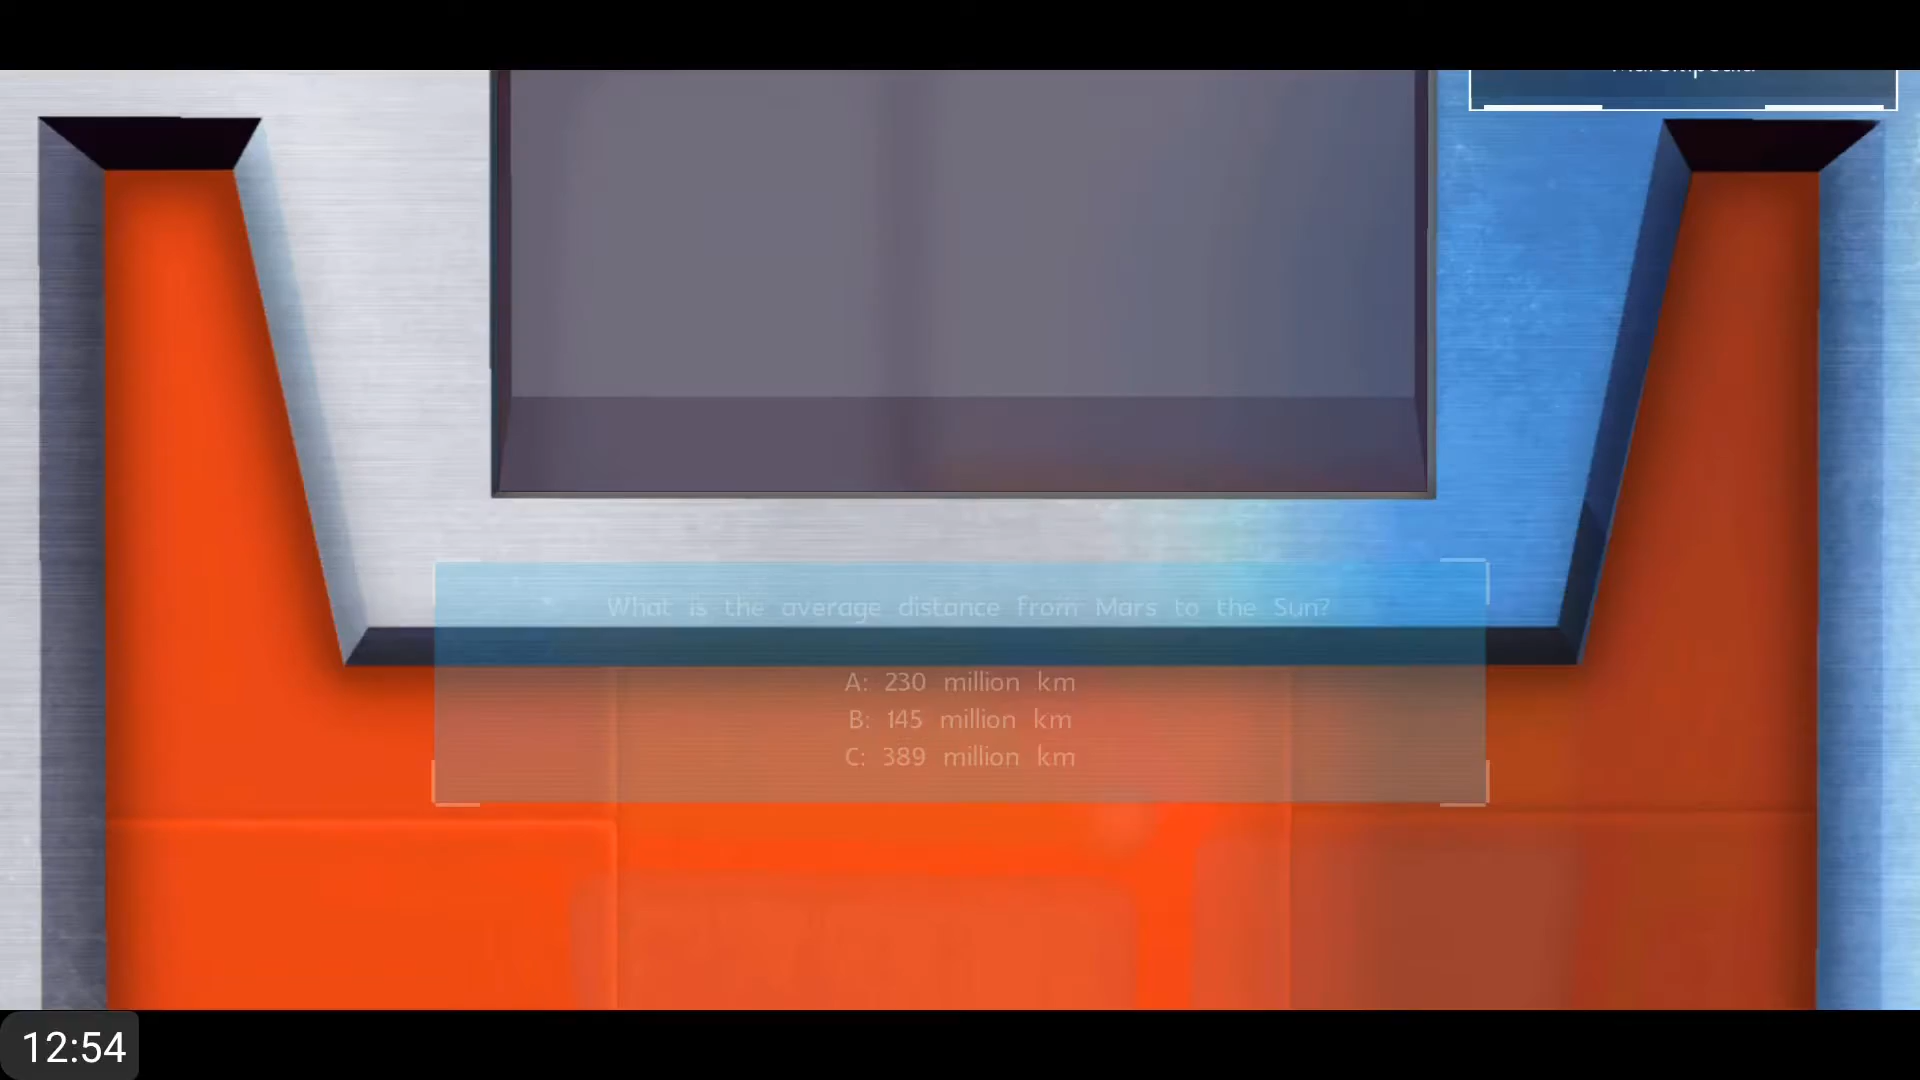 What is the average distance from Mars to the Sun?
A: 230 million km
B: 145 million km
C: 389 million km
12:54